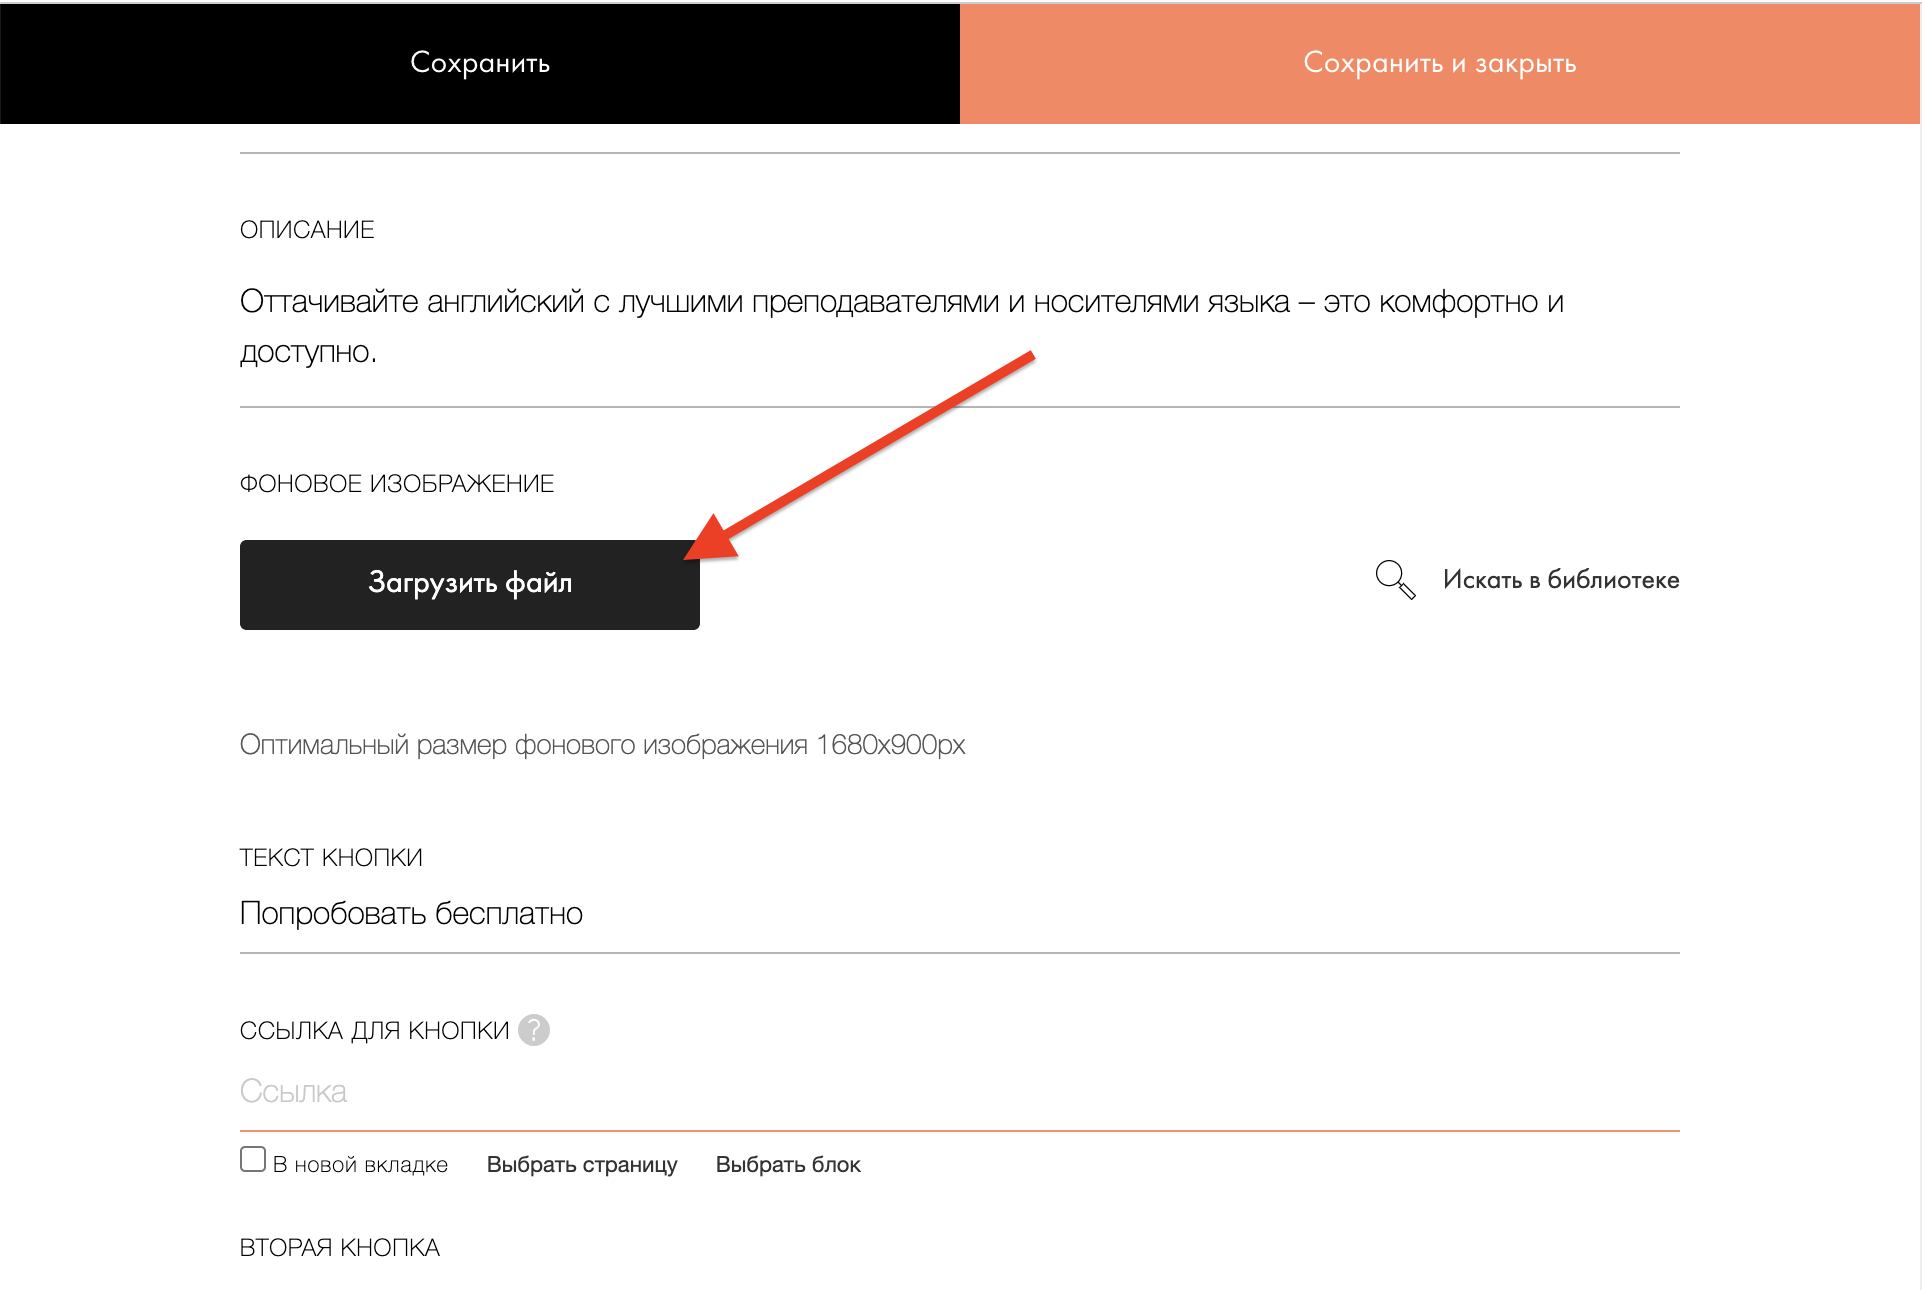 Сохранить
Сохранить и закрыть
ОПИСАНИЕ
Оттачивайте английский с лучшими преподавателями и носителями языка – это комфортно и
доступно.
ФОНОВОЕ ИЗОБРАЖЕНИЕ
Загрузить файл
Искать в библиотеке
Оптимальный размер фонового изображения 1680х900px
ТЕКСТ КНОПКИ
Попробовать бесплатно
ССЫЛКА ДЛЯ КНОПКИ ?
Ссылка
В новой вкладке
Выбрать страницу
Выбрать блок
ВТОРАЯ КНОПКА